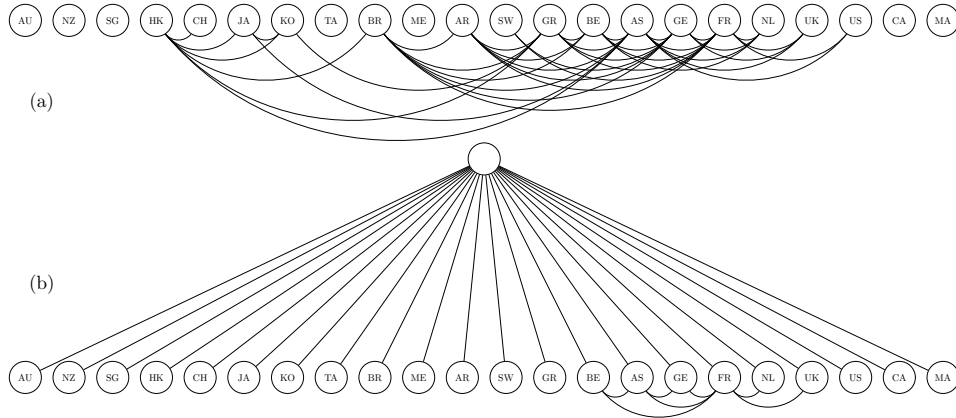 AU NZ SG HK CH JA KO TA BR ME AR SW GR BE AS GE FR NL UK US CA MA
(a)
(b)
AU NZ SG HK CH JA KO TA BR ME AR SW GR BE AS GE FR NL UK US CA MA